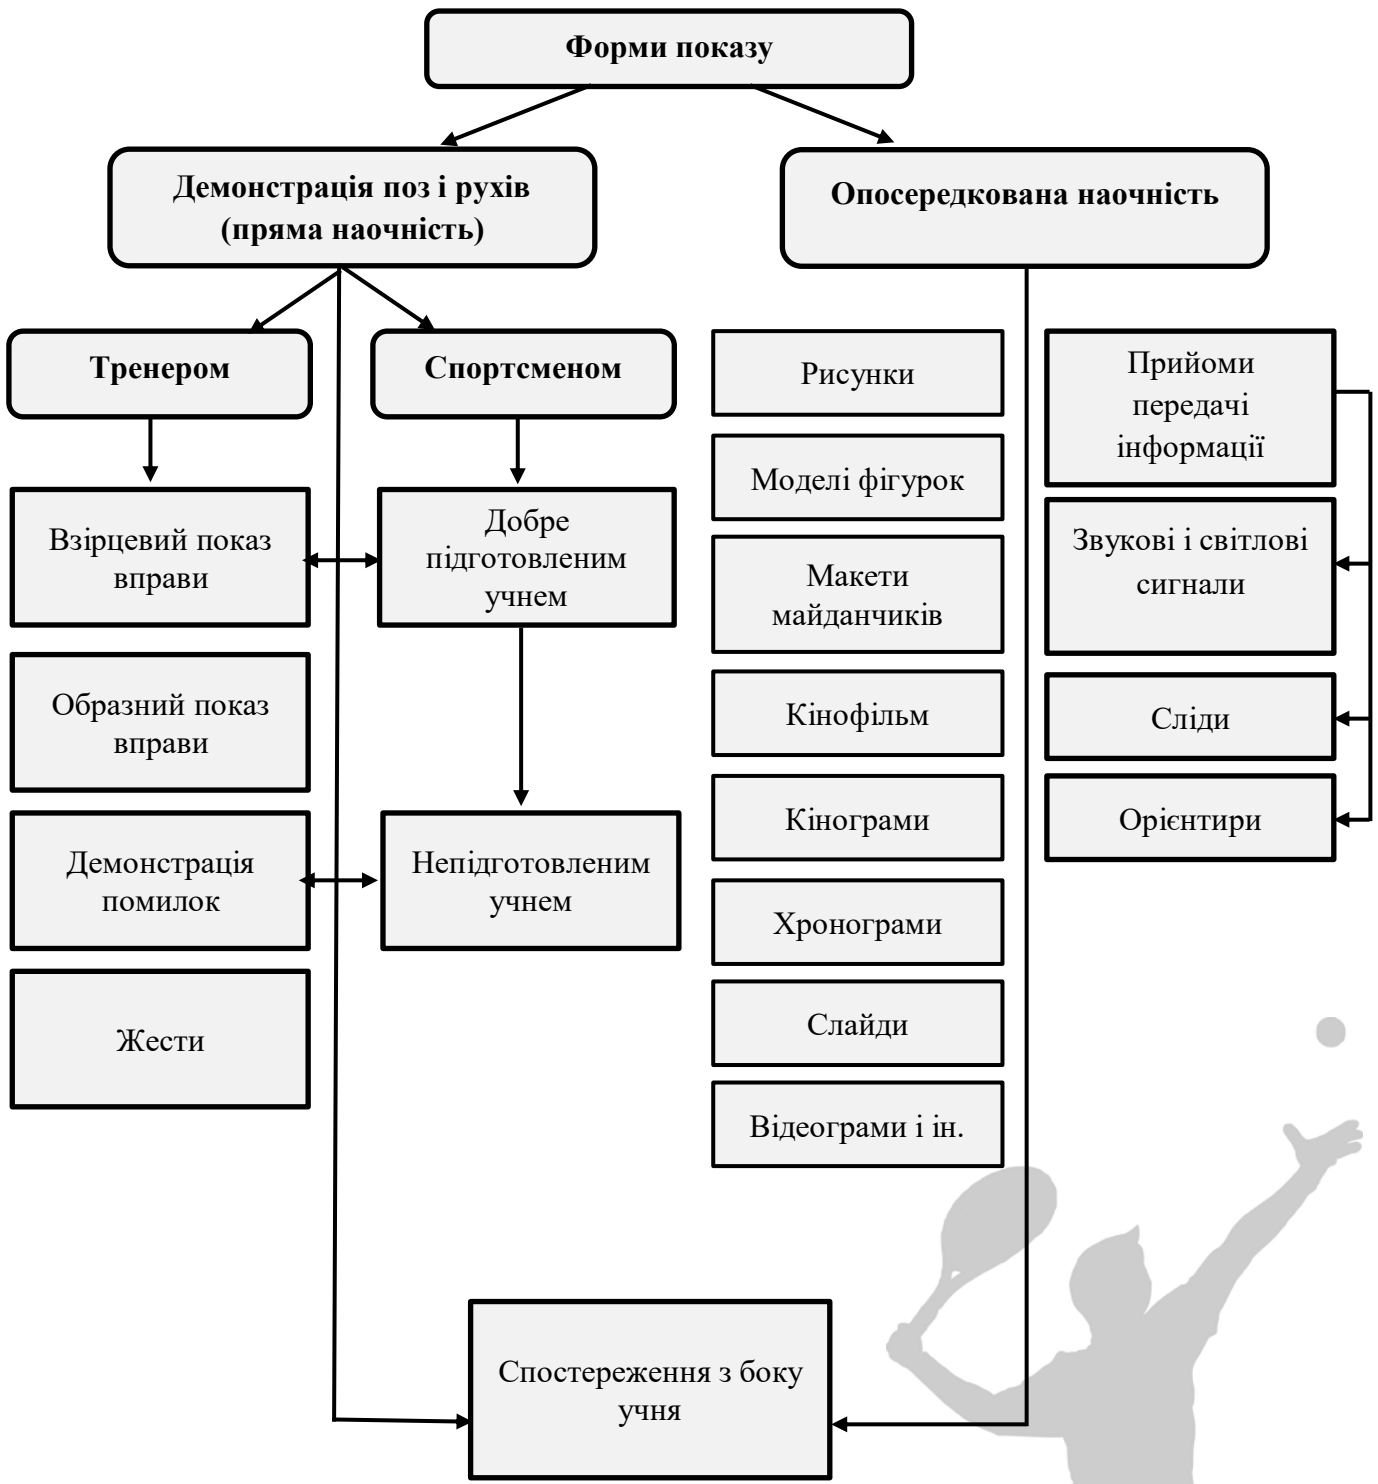 Форми показу
Демонстрація поз і рухів
(пряма наочність)
Опосередкована наочність
Тренером
Спортсменом
Взірцевий показ
вправи
Образний показ
вправи
Демонстрація
помилок
Жести
Добре
підготовленим
учнем
Непідготовленим
учнем
Рисунки
Моделі фігурок
Макети
майданчиків
Кінофільм
Кінограми
Хронограми
Слайди
Відеограми і ін.
Прийоми
передачі
інформації
Звукові і світлові
сигнали
Сліди
Орієнтири
Спостереження з боку
учня